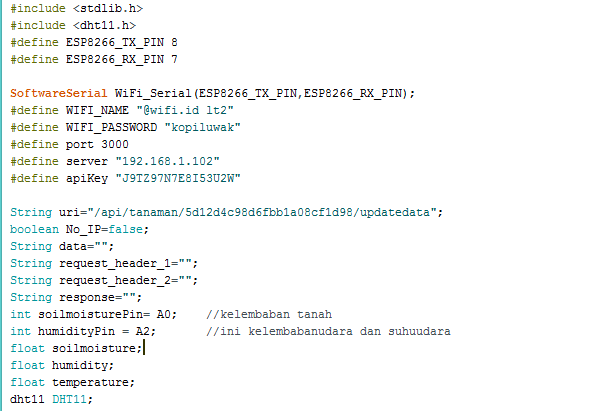 #include <stdlib.h>
#include <dht11.h>
#define ESP8266_TX_PIN 8
#define ESP8266_RX_PIN 7
SoftwareSerial WiFi_Serial(ESP8266_TX_PIN,ESP8266_RX_PIN);
#define WIFI_NAME "@wifi.id lt2"
#define WIFI_PASSWORD "kopiluwak"
#define port 3000
#define server "192.168.1.102"
#define apiKey "J9TZ97N7E8I53U2W"
String uri="/api/tanaman/5d12d4c98d6fbb1a08cf1d98/updatedata";
boolean No_IP=false;
String data="";
String request_header_1="";
String request_header_2="";
String response="";
int soilmoisturePin= A0;    //kelembaban tanah
int humidityPin = A2;       //ini kelembabanudara dan suhuudara
float soilmoisture;
float humidity;
float temperature;
dht11 DHT11;